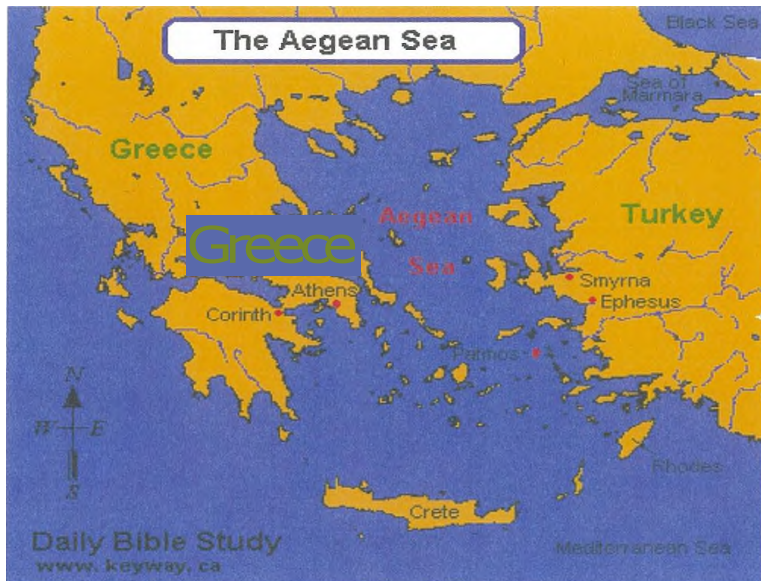 The Aegean Sea
Black Sea
Sea of
Marmara
Greece
Aegean
Turkey
Greece
Sea
Smyrna
Athens
Ephesus
Corinth
Patmos
N
W E
S
Rhodes
Crete
Daily Bible Study
www.keyway.ca
Mediterranean Sea